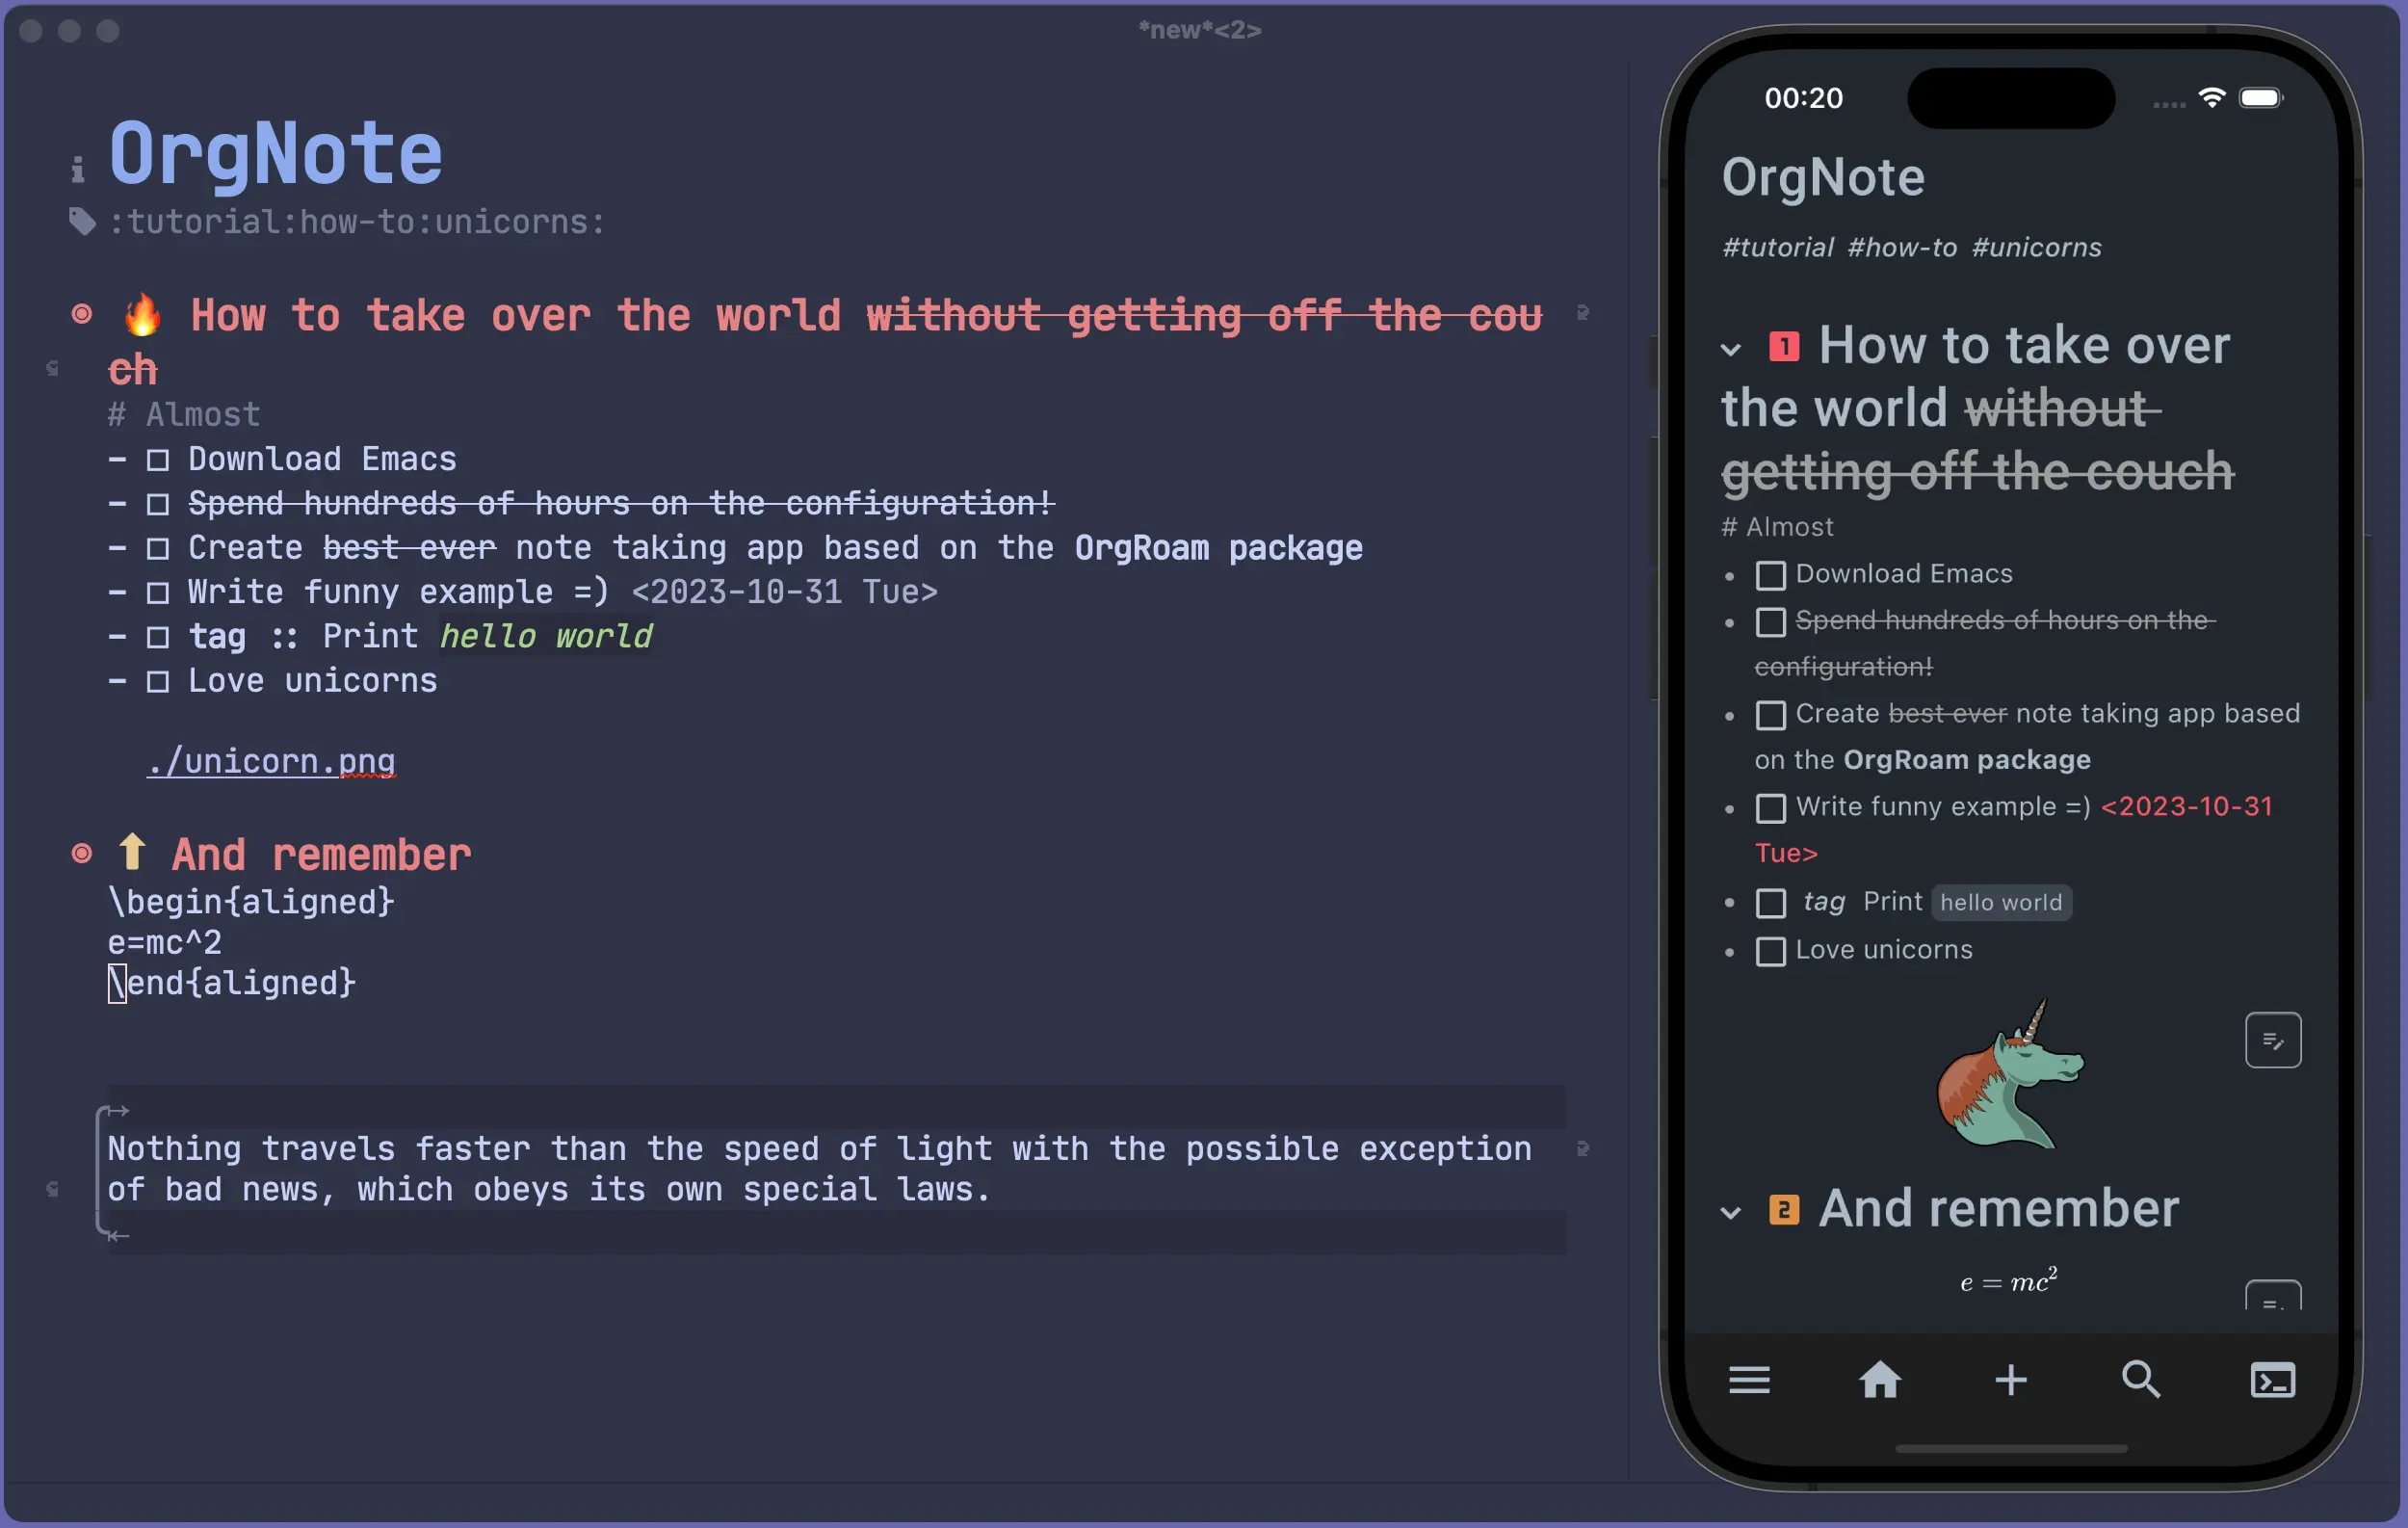 *new*<2>
OrgNote
:tutorial:how-to:unicorns:
How to take over the world without getting off the cou
ch
# Almost
- Download Emacs
- Spend hundreds of hours on the configuration!
- Create best ever note taking app based on the OrgRoam package
- Write funny example =) <2023-10-31 Tue>
- tag :: Print hello world
- Love unicorns
./unicorn.png
And remember
\begin{aligned}
e=mc^2
\end{aligned}
Nothing travels faster than the speed of light with the possible exception
of bad news, which obeys its own special laws.
00:20
OrgNote
#tutorial #how-to #unicorns
1 How to take over
the world without
getting off the couch
# Almost
• Download Emacs
• Spend hundreds of hours on the
configuration!
• Create best ever note taking app based
on the OrgRoam package
• Write funny example =) <2023-10-31
Tue>
• tag Print hello world
• Love unicorns
2 And remember
e = mc²